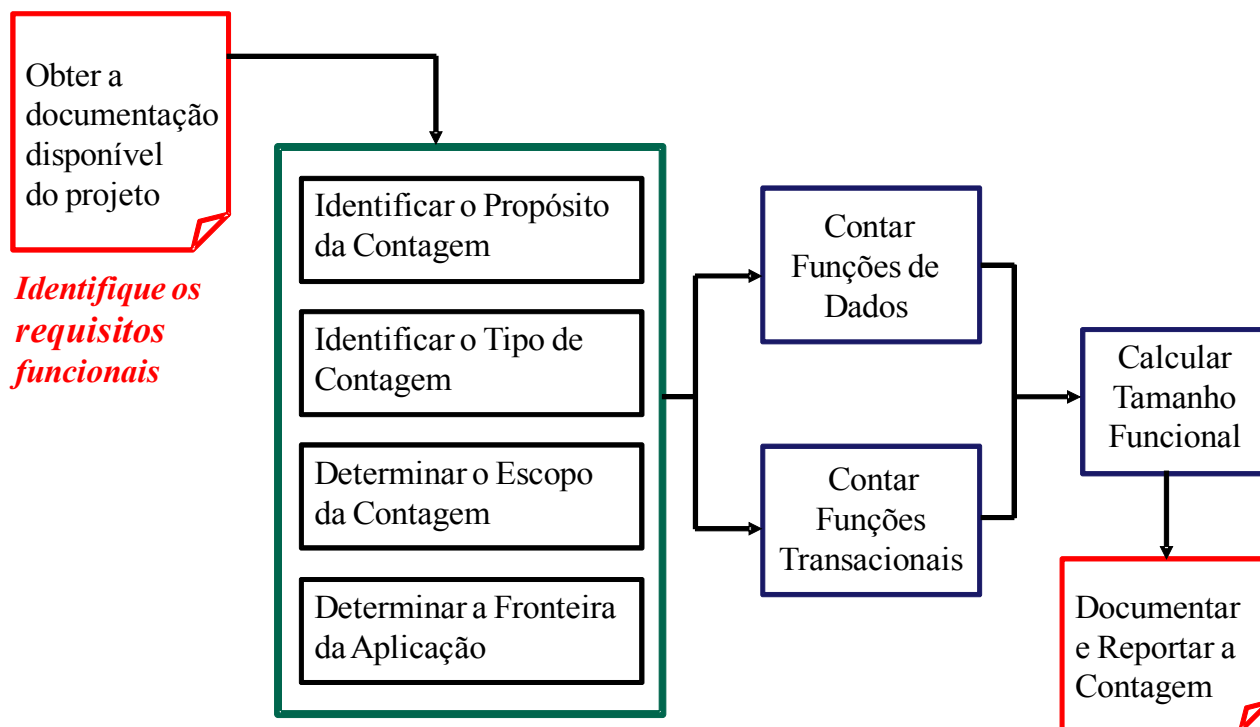 Obter a
documentação
disponível
do projeto
Identifique os
requisitos
funcionais
Identificar o Propósito
da Contagem
Identificar o Tipo de
Contagem
Determinar o Escopo
da Contagem
Determinar a Fronteira
da Aplicação
Contar
Funções de
Dados
Contar
Funções
Transacionais
Calcular
Tamanho
Funcional
Documentar
e Reportar a
Contagem